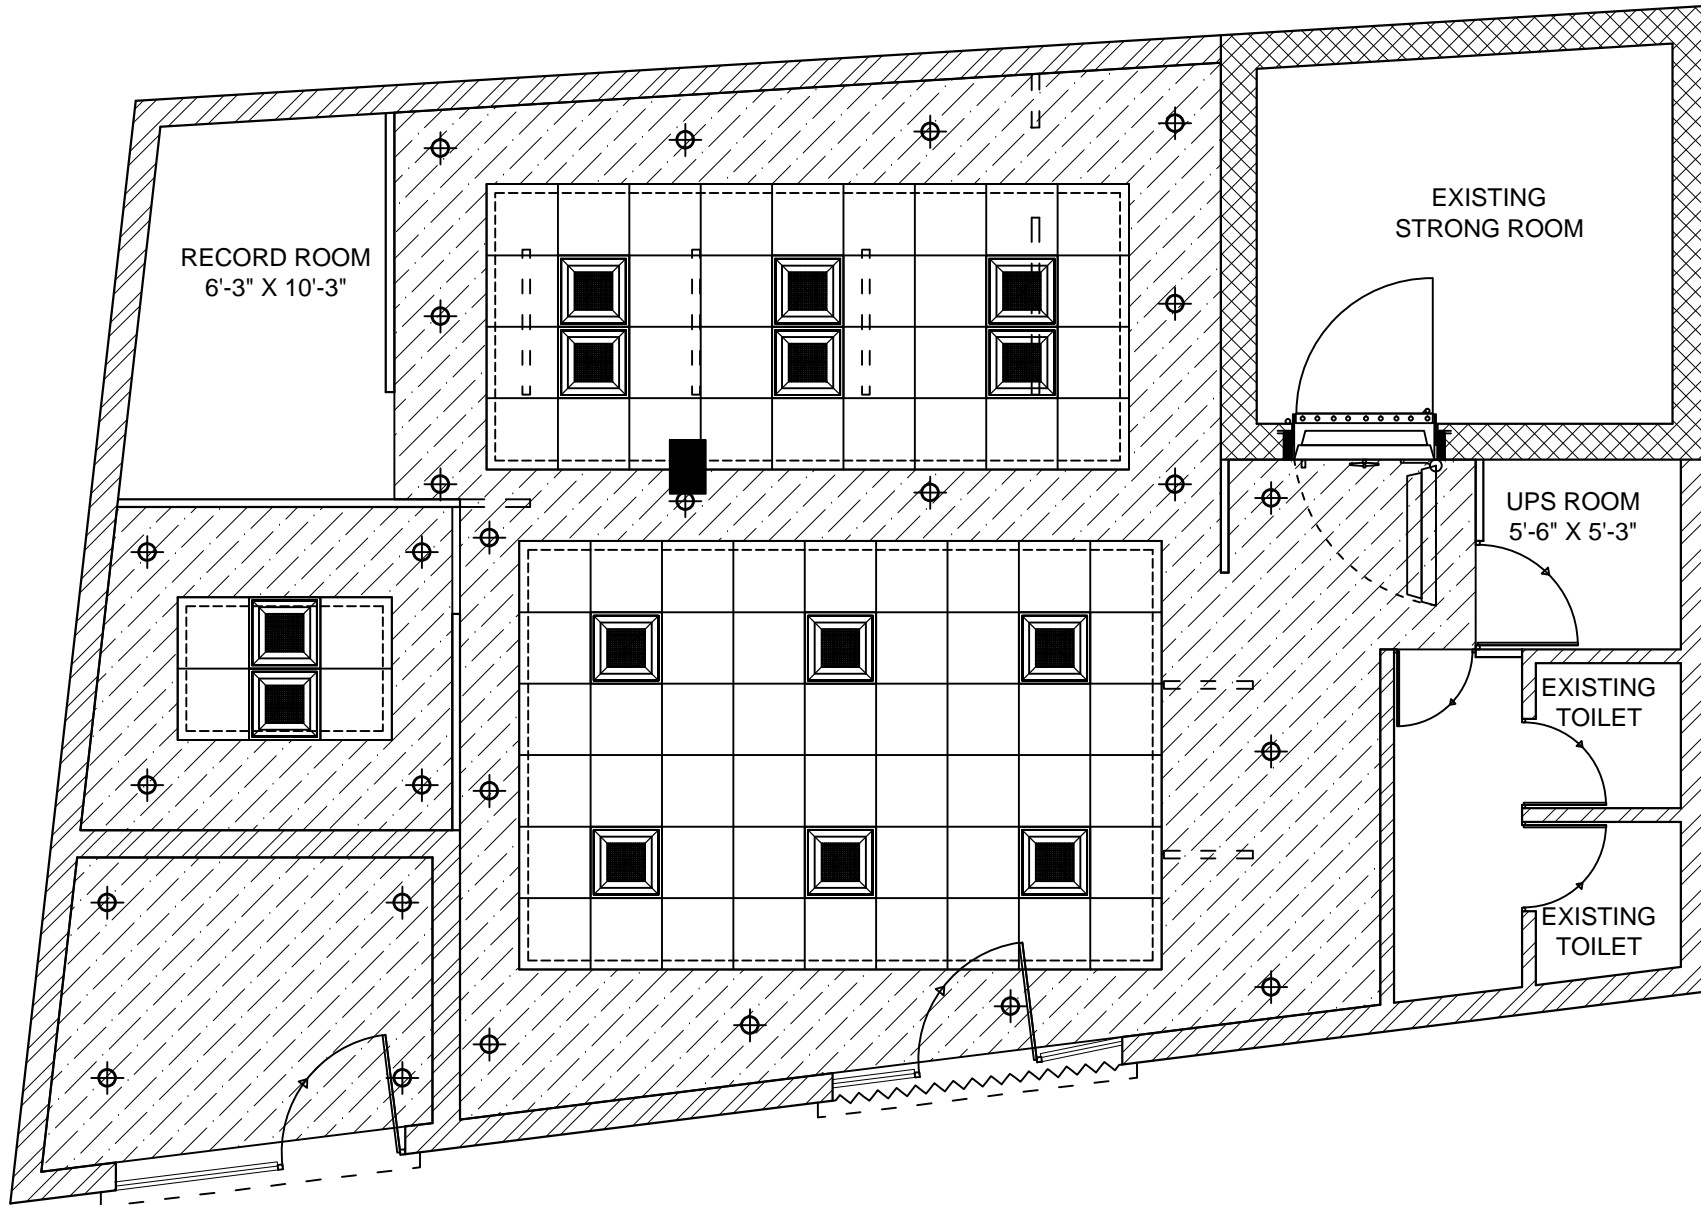 EXISTING
STRONG ROOM
RECORD ROOM
6'-3" X 10'-3"
UPS ROOM
5'-6" X 5'-3"
EXISTING
TOILET
EXISTING
TOILET